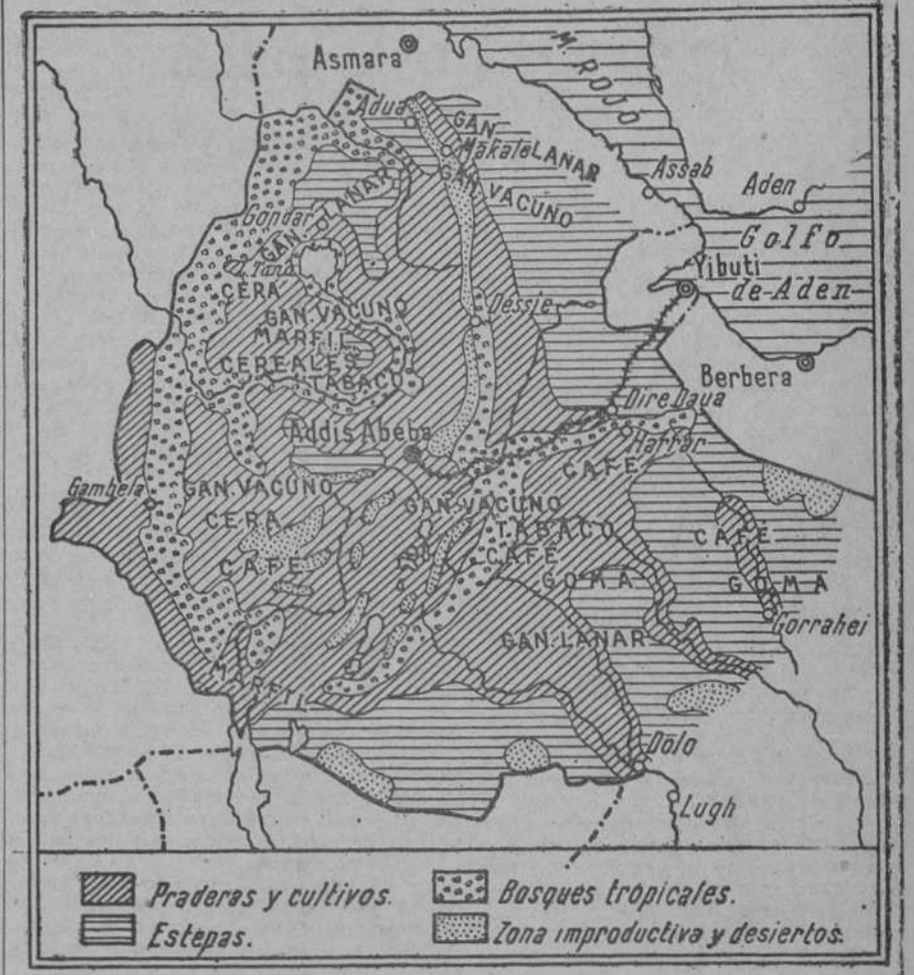 Asmara
M. ROJO
Adua
GAN.
Makale LANAR
Assab
Aden
GAN. VACUNO
GAN. LANAR
Gondar
Golfo
L. Tana
Yibuti
de Aden
CERA
Dessie
GAN. VACUNO
MARFIL
CEREALES
TABACO
Berbera
Dire Daua
Addis Abeba
Harrar
CAFE
Gambela
GAN. VACUNO
GAN. VACUNO
CERA
TABACO
CAFE
CAFÉ
CAFE
GOMA
GOMA
Gorrahei
GAN. LANAR
MARFIL
Dolo
Lugh
Praderas y cultivos.
Bosques tropicales.
Estepas.
Zona improductiva y desiertos.